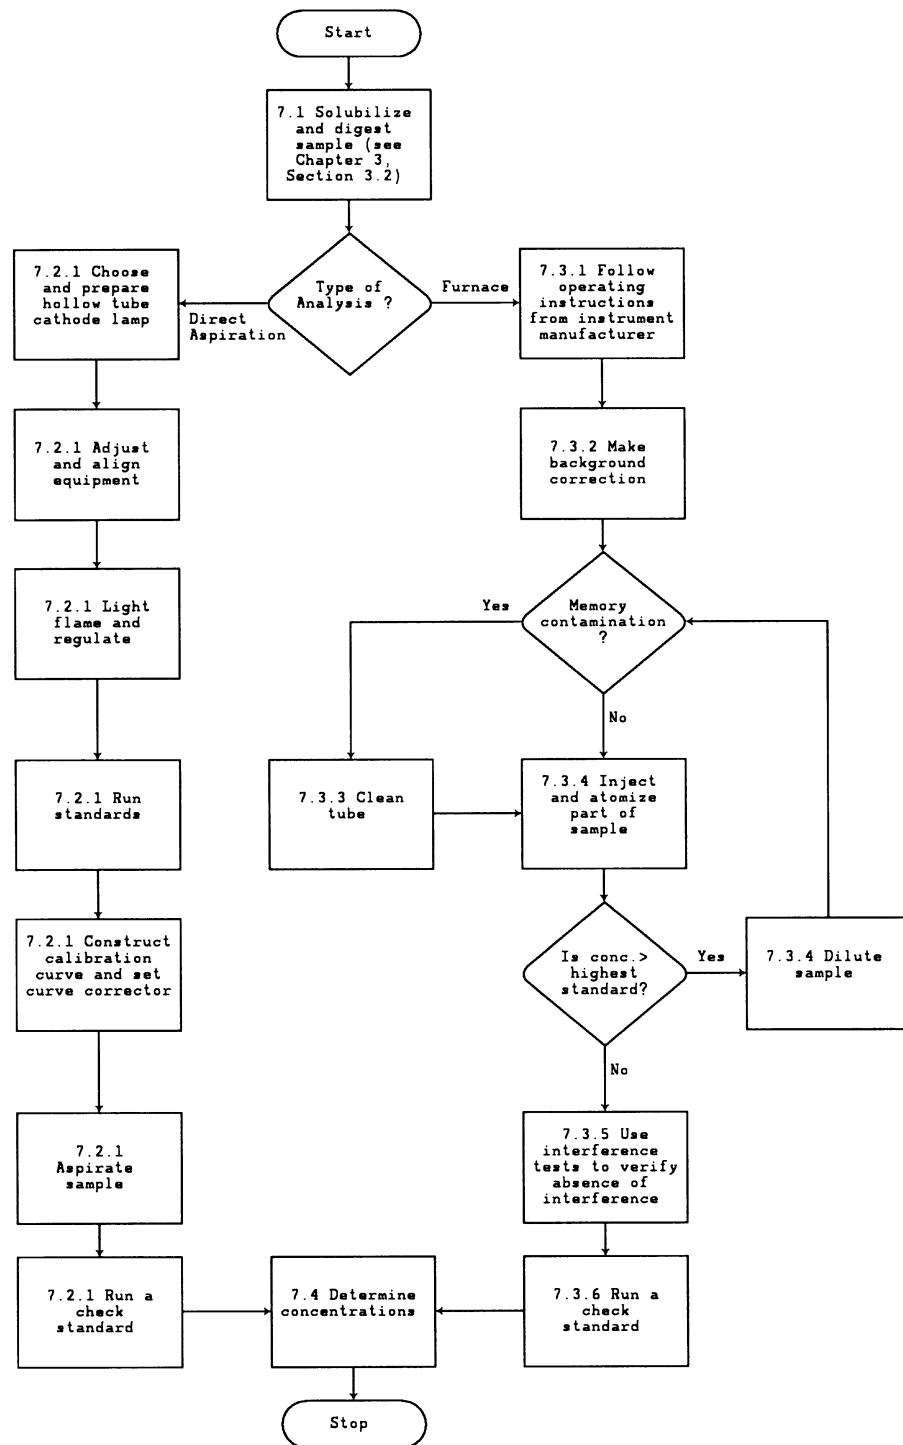 Start
7.1 Solubilize
and digest
sample (see
Chapter 3,
Section 3.2)
Type of
Analysis ?
Direct
Aspiration
Furnace
7.2.1 Choose
and prepare
hollow tube
cathode lamp
7.2.1 Adjust
and align
equipment
7.2.1 Light
flame and
regulate
7.2.1 Run
standards
7.2.1 Construct
calibration
curve and set
curve corrector
7.2.1
Aspirate
sample
7.2.1 Run a
check
standard
7.3.1 Follow
operating
instructions
from instrument
manufacturer
7.3.2 Make
background
correction
Memory
contamination
?
Yes
No
7.3.3 Clean
tube
7.3.4 Inject
and atomize
part of
sample
Is conc.>
highest
standard?
Yes
No
7.3.4 Dilute
sample
7.3.5 Use
interference
tests to verify
absence of
interference
7.3.6 Run a
check
standard
7.4 Determine
concentrations
Stop